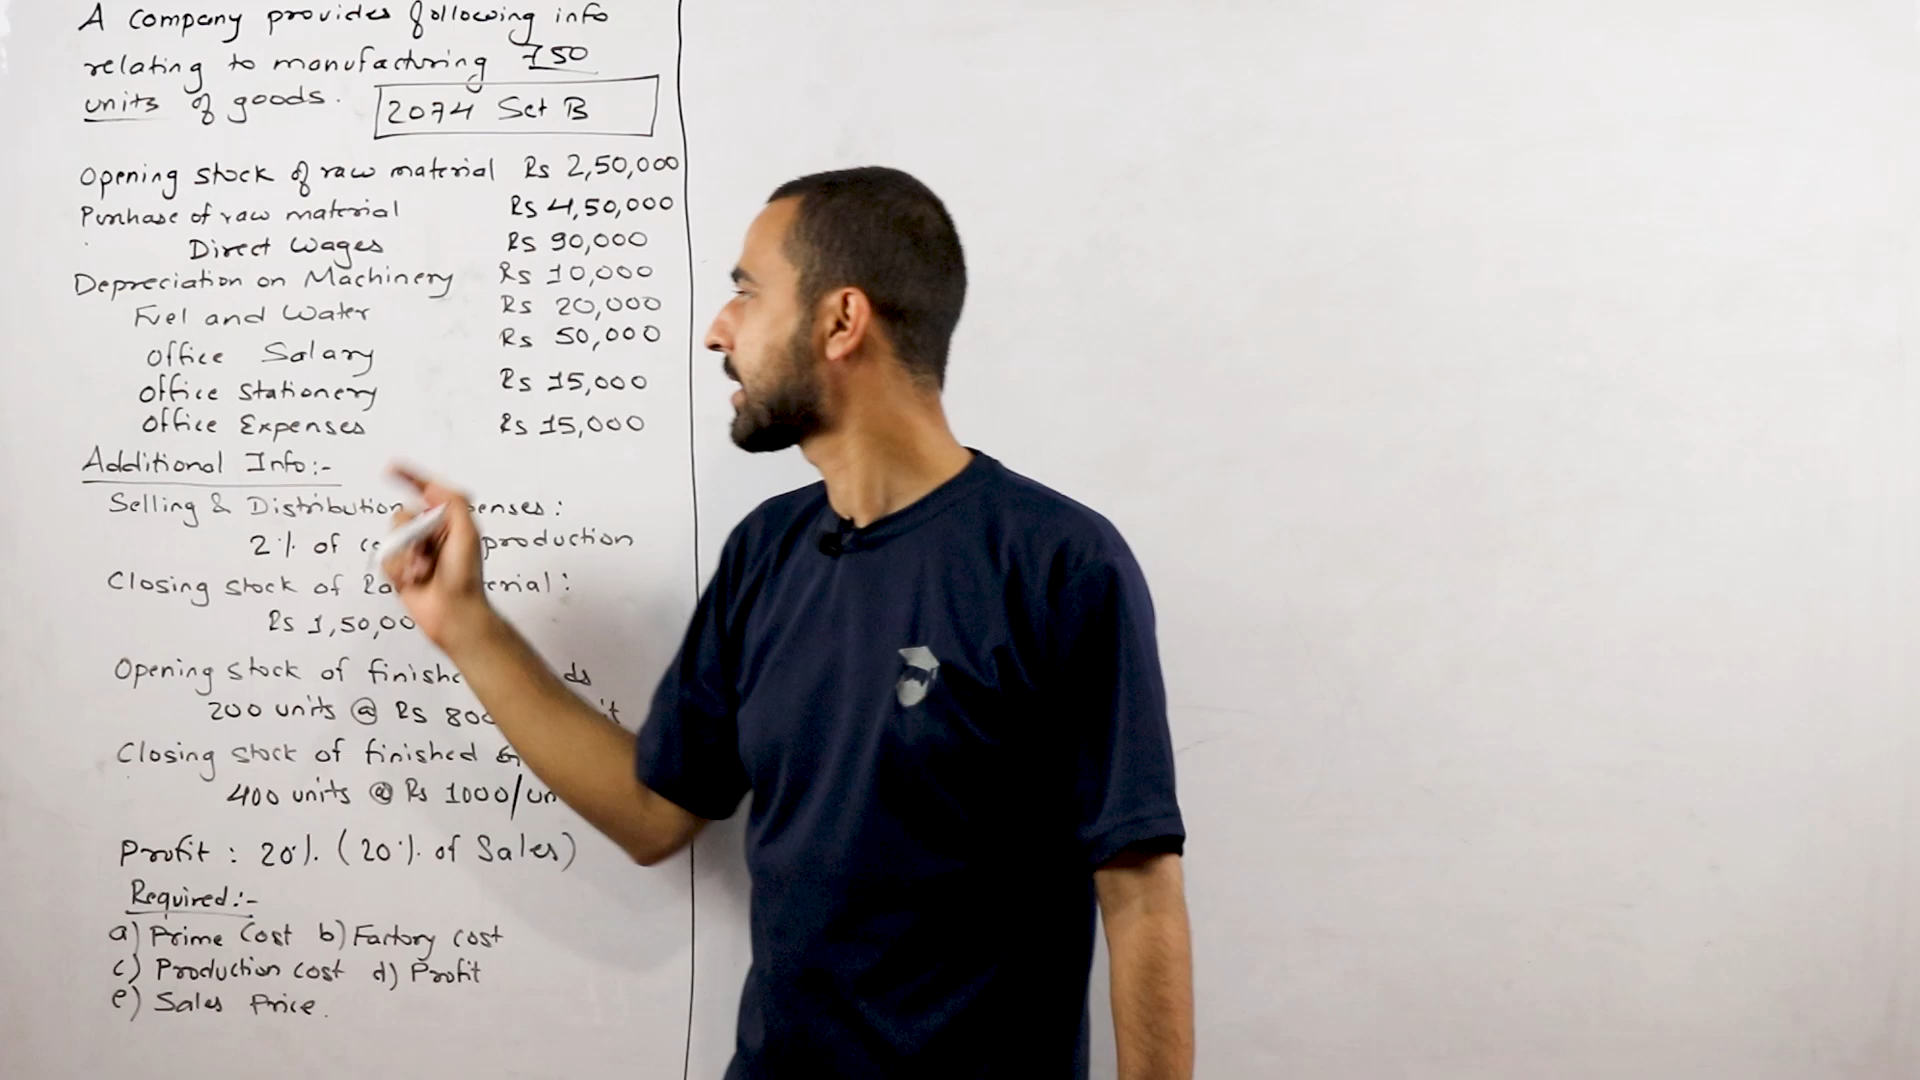 A company provides following info
relating to manufacturing 750
units of goods.
2074 Set B
Opening stock of raw material Rs 2,50,000
Purchase of raw material Rs 4,50,000
Direct Wages Rs 90,000
Depreciation on Machinery Rs 10,000
Fuel and Water Rs 20,000
Office Salary Rs 50,000
Office Stationery Rs 15,000
Office Expenses Rs 15,000
Additional Info:-
Selling & Distribution
2% of production
Closing stock of
Rs 1,50,00
Opening stock of
200 units @ Rs 800
Closing stock of finished
400 units @ Rs 1000/
Profit : 20%. (20%. of Sales)
Required:-
a) Prime Cost b) Factory cost
c) Production cost d) Profit
e) Sales Price.